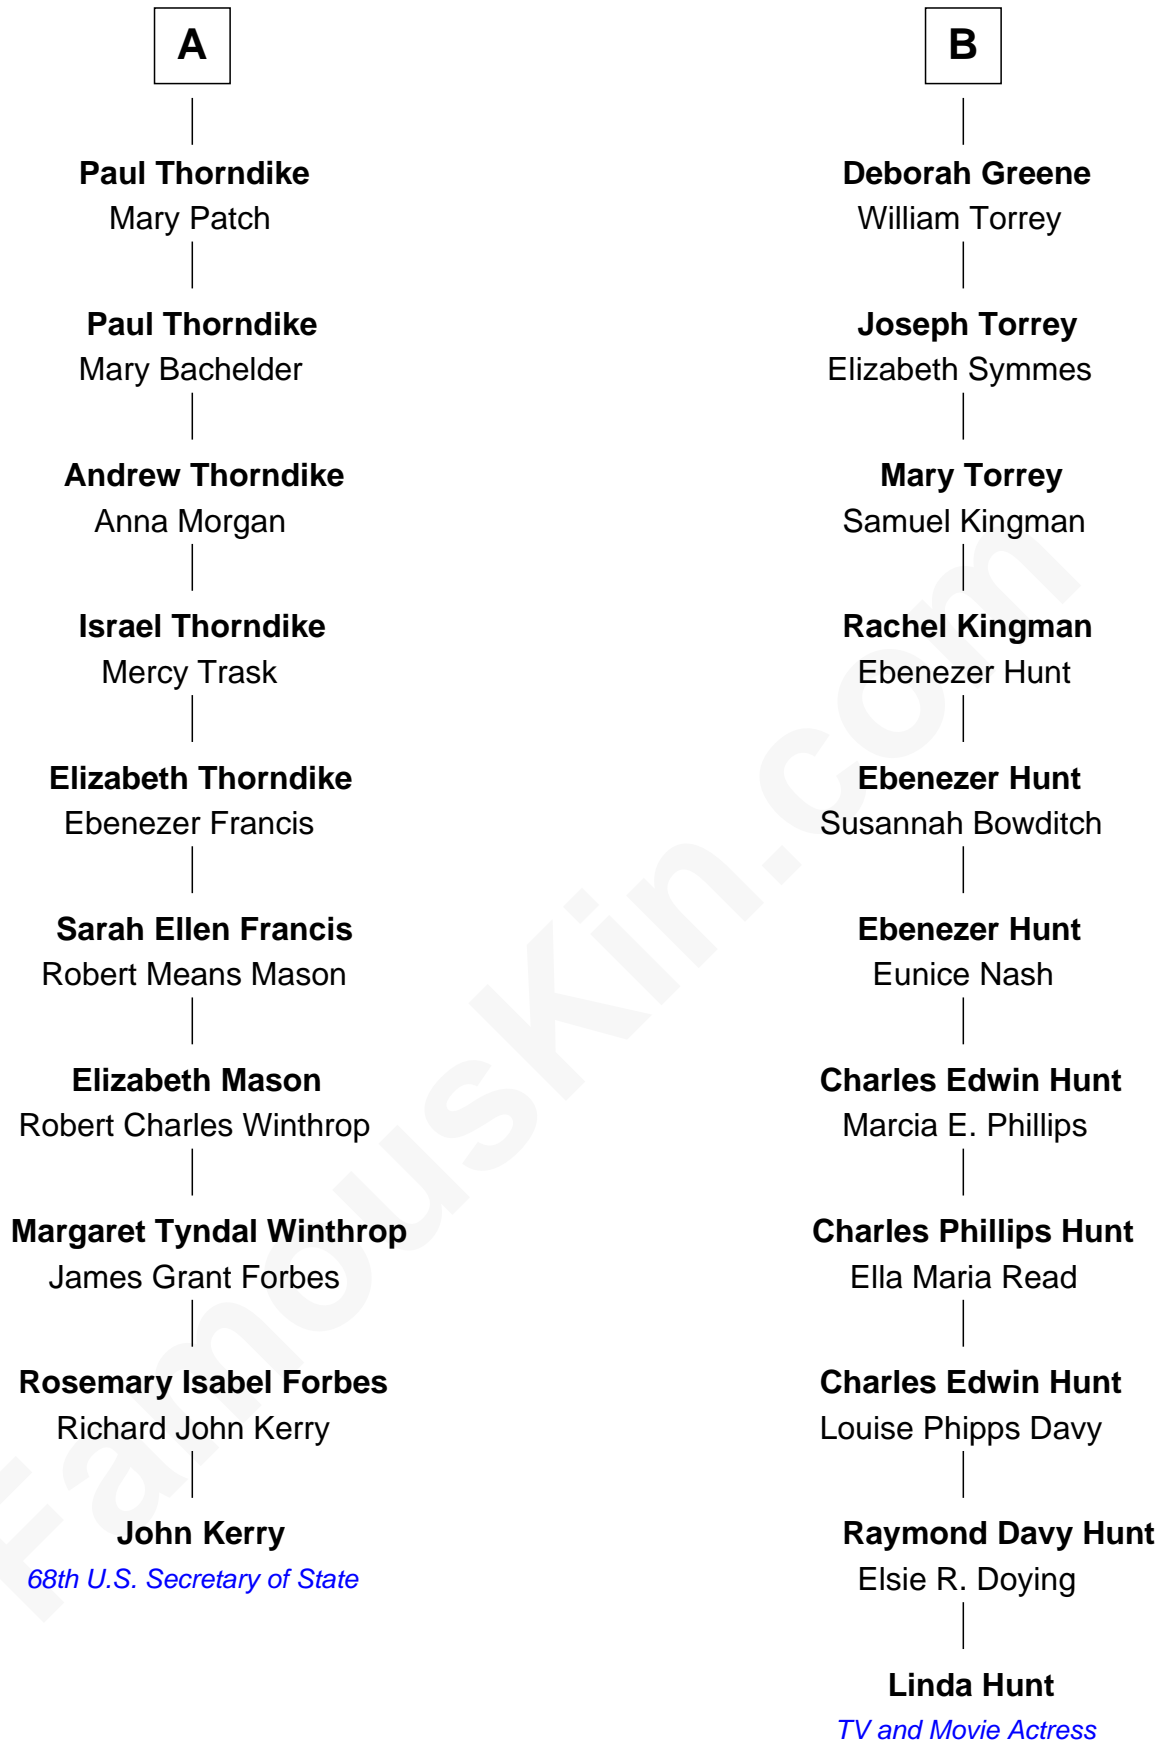 A
Paul Thorndike
Mary Patch
Paul Thorndike
Mary Bachelder
Andrew Thorndike
Anna Morgan
Israel Thorndike
Mercy Trask
Elizabeth Thorndike
Ebenezer Francis
Sarah Ellen Francis
Robert Means Mason
Elizabeth Mason
Robert Charles Winthrop
Margaret Tyndal Winthrop
James Grant Forbes
Rosemary Isabel Forbes
Richard John Kerry
John Kerry
68th U.S. Secretary of State
B
Deborah Greene
William Torrey
Joseph Torrey
Elizabeth Symmes
Mary Torrey
Samuel Kingman
Rachel Kingman
Ebenezer Hunt
Ebenezer Hunt
Susannah Bowditch
Ebenezer Hunt
Eunice Nash
Charles Edwin Hunt
Marcia E. Phillips
Charles Phillips Hunt
Ella Maria Read
Charles Edwin Hunt
Louise Phipps Davy
Raymond Davy Hunt
Elsie R. Doying
Linda Hunt
TV and Movie Actress
FamousKin.com